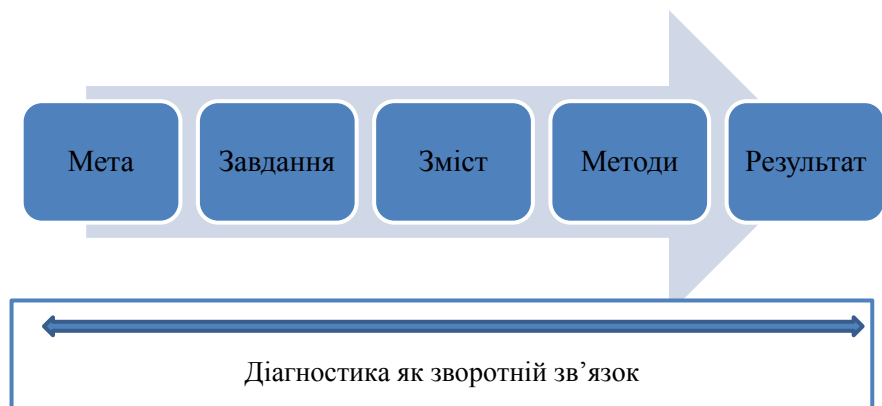 Мета
Завдання
Зміст
Методи
Результат
Діагностика як зворотній зв’язок